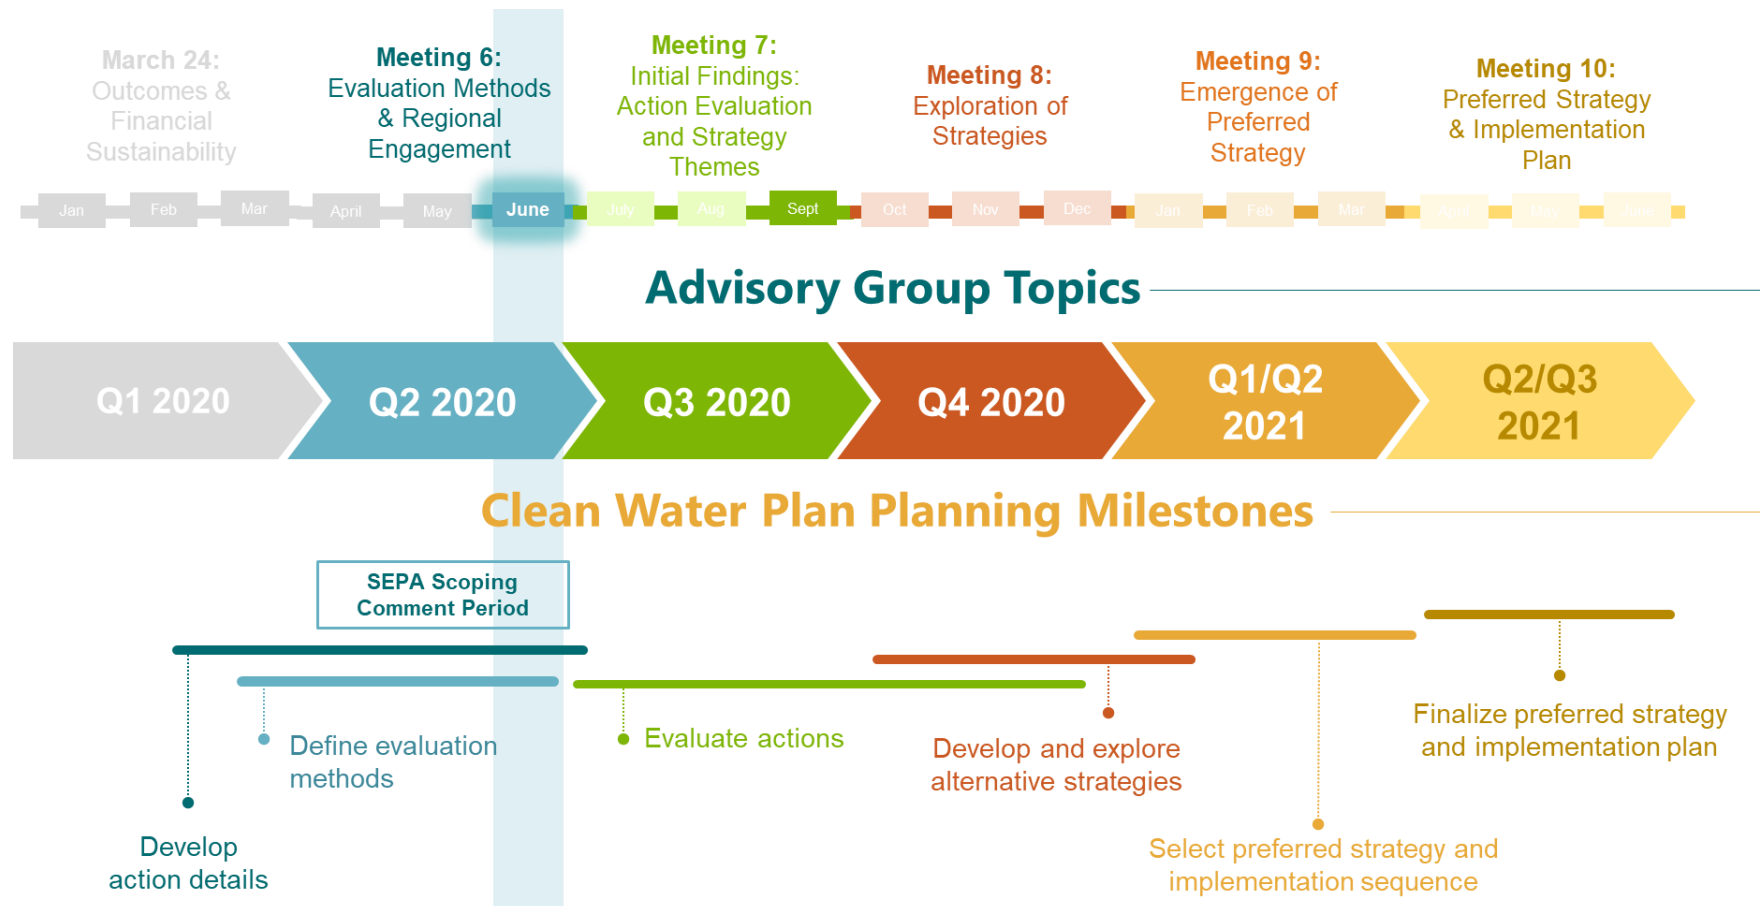 March 24:
Outcomes &
Financial
Sustainability
Meeting 6:
Evaluation Methods
& Regional
Engagement
Meeting 7:
Initial Findings:
Action Evaluation
and Strategy
Themes
Meeting 8:
Exploration of
Strategies
Meeting 9:
Emergence of
Preferred
Strategy
Meeting 10:
Preferred Strategy
& Implementation
Plan
Jan Feb Mar April May June July Aug Sept Oct Nov Dec Jan Feb Mar April May June
Advisory Group Topics
Q1 2020
Q2 2020
Q3 2020
Q4 2020
Q1/Q2
2021
Q2/Q3
2021
Clean Water Plan Planning Milestones
SEPA Scoping
Comment Period
Develop
action details
Define evaluation
methods
Evaluate actions
Develop and explore
alternative strategies
Select preferred strategy and
implementation sequence
Finalize preferred strategy
and implementation plan